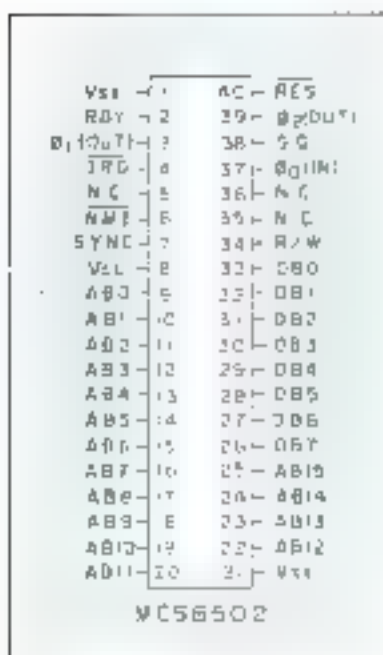 Vss 1 40 RES
RDY 2 39 Ø2(OUT)
Ø1(OUT) 3 38 S.O.
IRQ 4 37 Ø0(IN)
N.C. 5 36 N.C.
NMI 6 35 N.C.
SYNC 7 34 R/W
Vcc 8 33 DB0
AB0 9 32 DB1
AB1 10 31 DB2
AB2 11 30 DB3
AB3 12 29 DB4
AB4 13 28 DB5
AB5 14 27 DB6
AB6 15 26 DB7
AB7 16 25 AB15
AB8 17 24 AB14
AB9 18 23 AB13
AB10 19 22 AB12
AB11 20 21 Vss
MCS6502